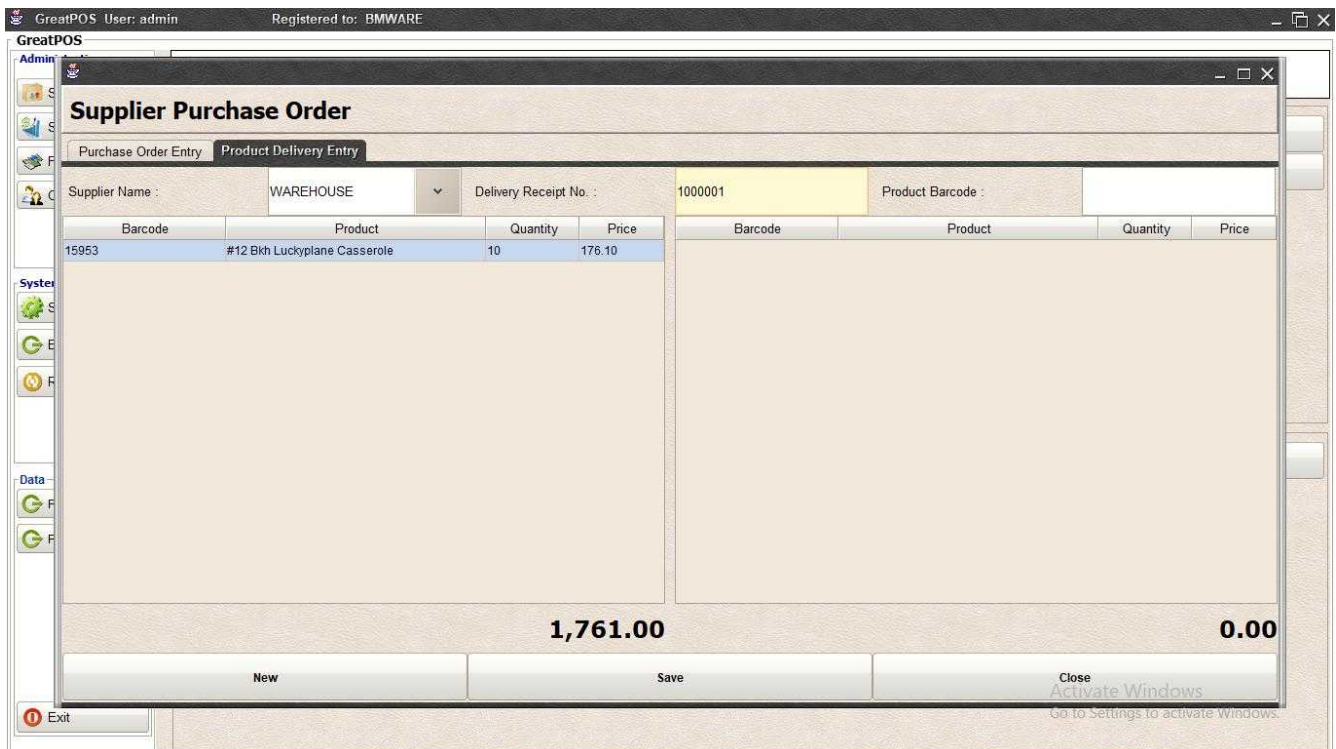 GreatPOS User: admin Registered to: BMWARE
GreatPOS
Supplier Purchase Order
Purchase Order Entry Product Delivery Entry
Supplier Name : WAREHOUSE Delivery Receipt No. : 1000001 Product Barcode :
Barcode Product Quantity Price Barcode Product Quantity Price
15953 #12 Bkh Luckyplane Casserole 10 176.10
Data
1,761.00 0.00
New Save Close
Activate Windows
Go to Settings to activate Windows.
Exit